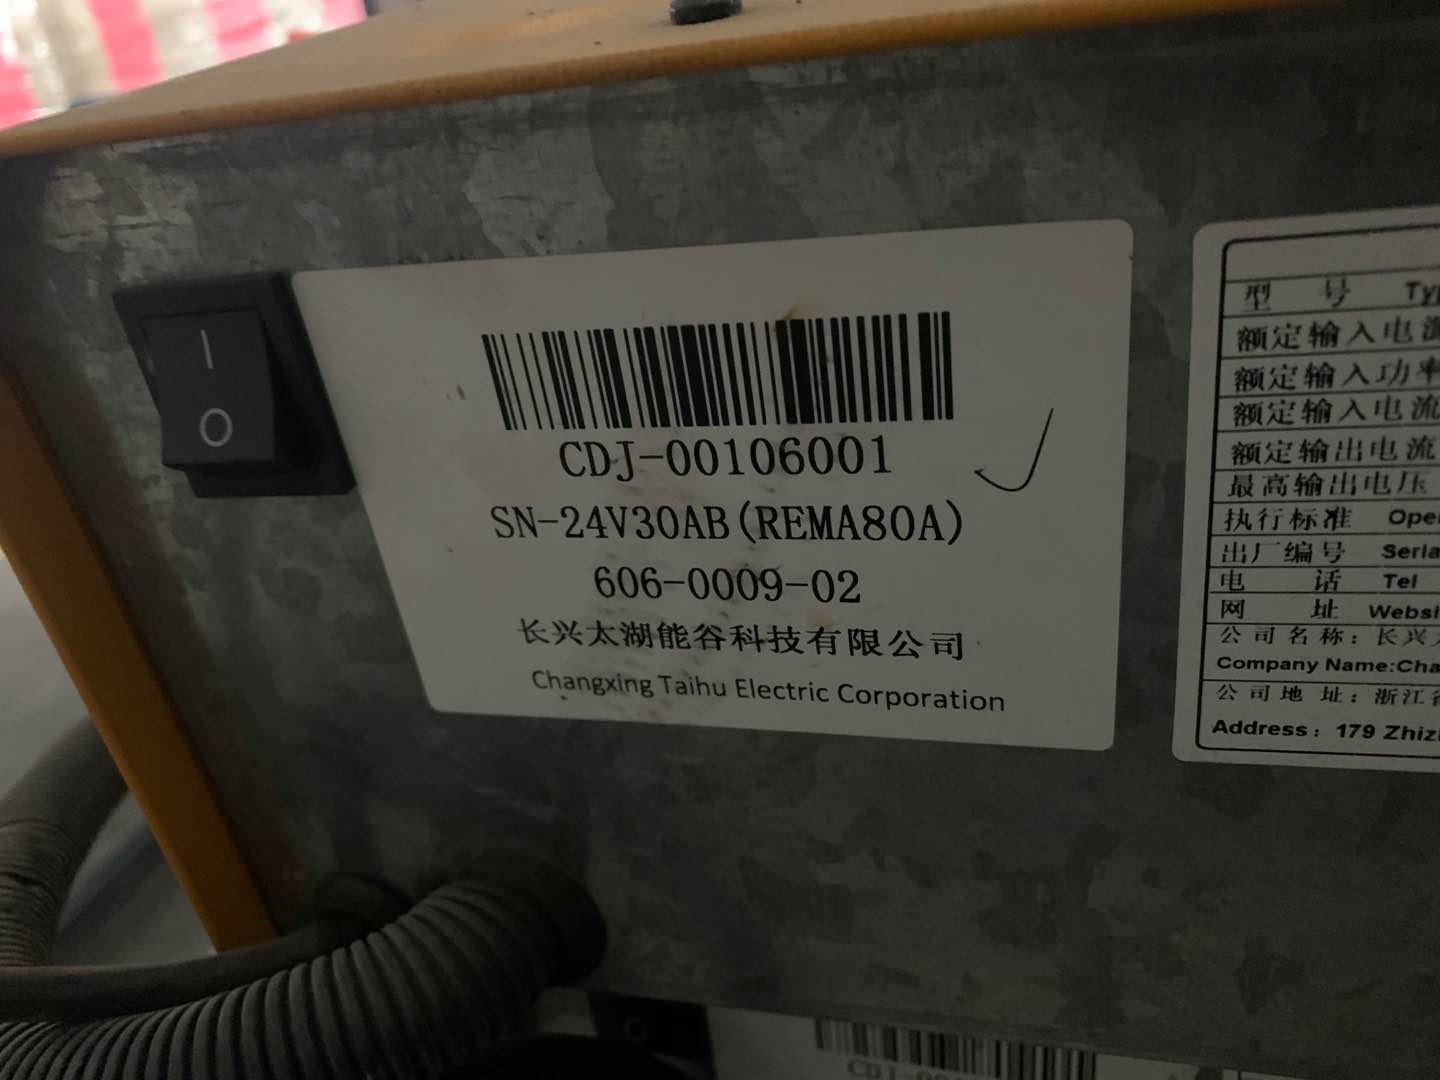 I
O
CDJ-00106001
SN-24V30AB(REMA80A)
606-0009-02
长兴太湖能谷科技有限公司
Changxing Taihu Electric Corporation
型 号
额定输入电
额定输入功率
额定输入电流
额定输出电流
最高输出电压
执行标准
出厂编号
电 话 Tel
网 址
公司名称：长兴
Company Name:
公司地址：浙江
Address：179